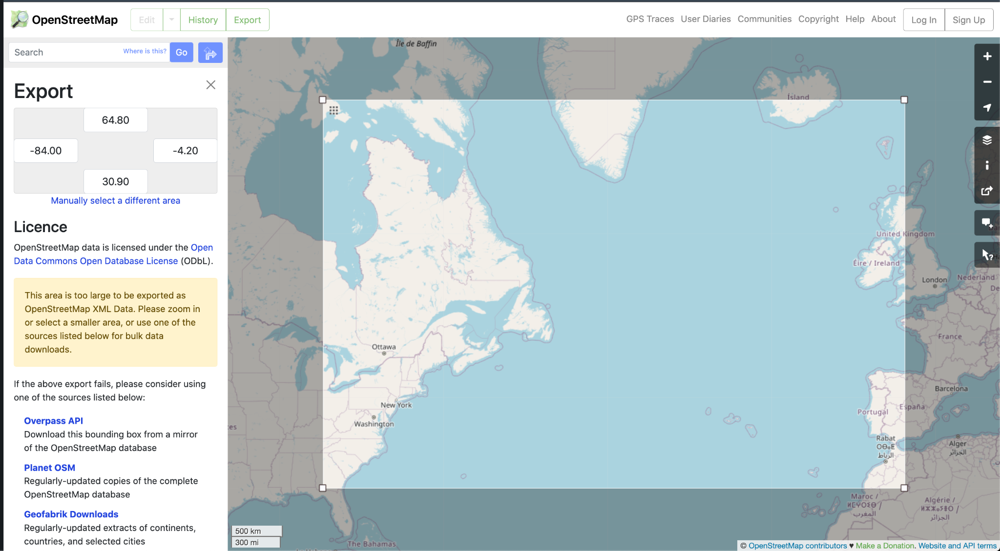 OpenStreetMap
Edit
History
Export
GPS Traces
User Diaries
Communities
Copyright
Help
About
Log In
Sign Up
Search
Where is this?
Go
Export
64.80
-84.00
-4.20
30.90
Manually select a different area
Licence
OpenStreetMap data is licensed under the Open
Data Commons Open Database License (ODbL).
This area is too large to be exported as
OpenStreetMap XML Data. Please zoom in
or select a smaller area, or use one of the
sources listed below for bulk data
downloads.
If the above export fails, please consider using
one of the sources listed below:
Overpass API
Download this bounding box from a mirror
of the OpenStreetMap database
Planet OSM
Regularly-updated copies of the complete
OpenStreetMap database
Geofabrik Downloads
Regularly-updated extracts of continents,
countries, and selected cities
Île de Baffin
Ísland
United Kingdom
Éire / Ireland
London
Nederland
De
France
Ottawa
New York
Washington
es
Barcelona
España
Portugal
Rabat
ⵔⴱⴰⵟ
الرباط
Alger
الجزائر
Maroc /
ⵍⵎⵖⵔⵉⴱ /
المغرب
Algérie /
ⵍⵣⵣⴰⵢⴻⵔ /
الجزائر
The Bahamas
500 km
300 mi
© OpenStreetMap contributors ♥ Make a Donation. Website and API terms